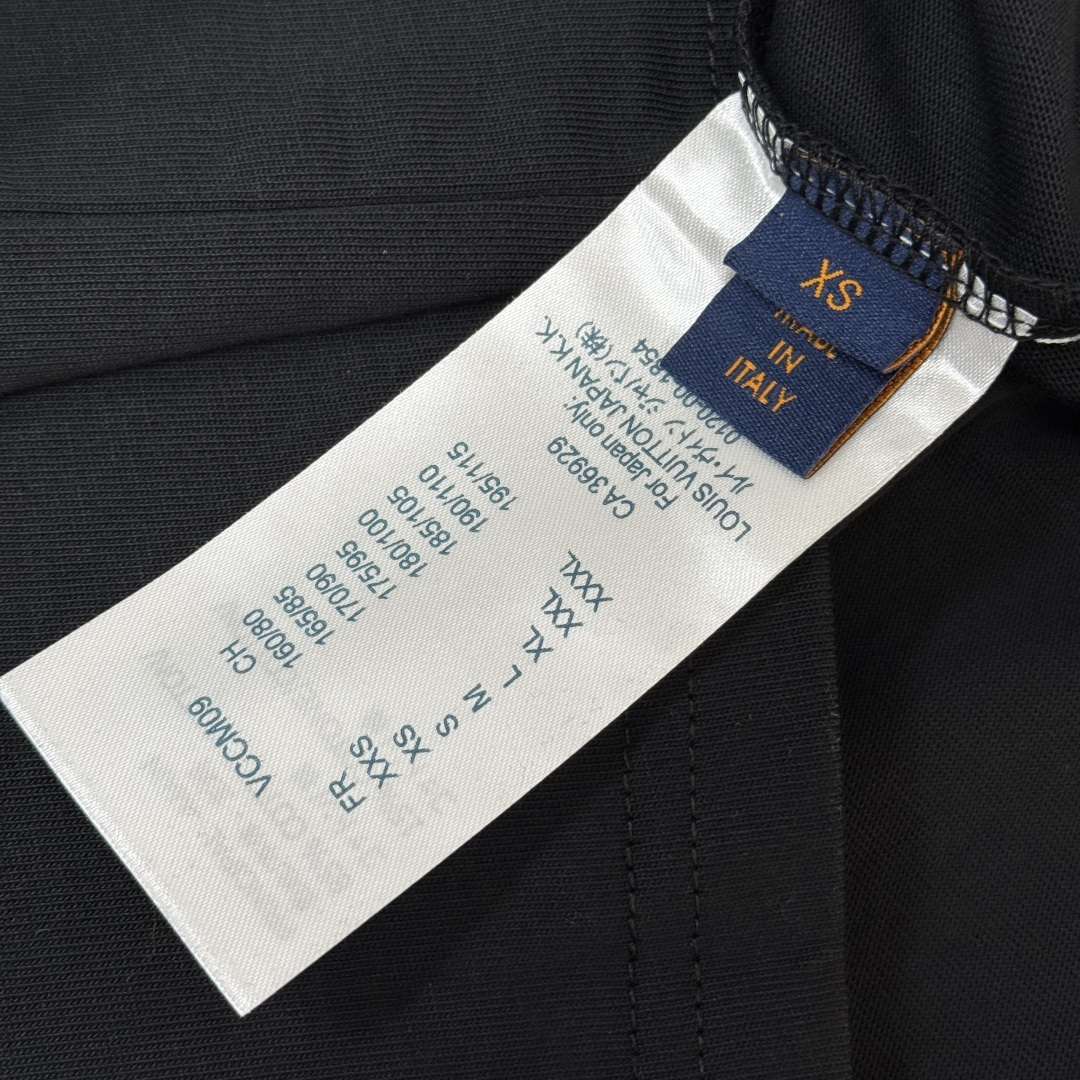 XS
IN
ITALY
VCCM09
FR CH
XXS 160/80
XS 165/85
S 170/90
M 175/95
L 180/100
XL 185/105
XXL 190/110
XXXL 195/115
CA 36929
For Japan only:
LOUIS VUITTON JAPAN K.K.
ルイ・ヴィトン ジャパン(株)
0120-00-1854